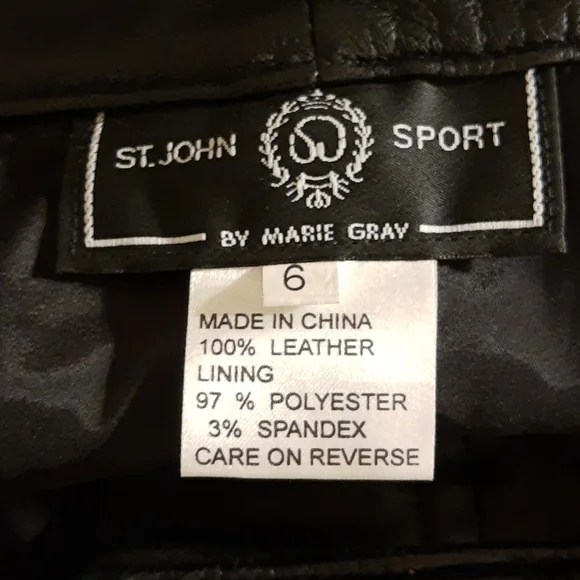 ST. JOHN SJ SPORT
BY MARIE GRAY
6
MADE IN CHINA
100% LEATHER
LINING
97 % POLYESTER
3% SPANDEX
CARE ON REVERSE